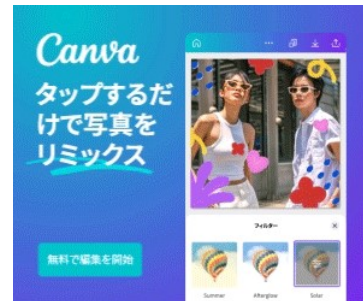 Canva
タップするだ
けで写真を
リミックス
無料で編集を開始
フィルター
Summer
Afterglow
Solar